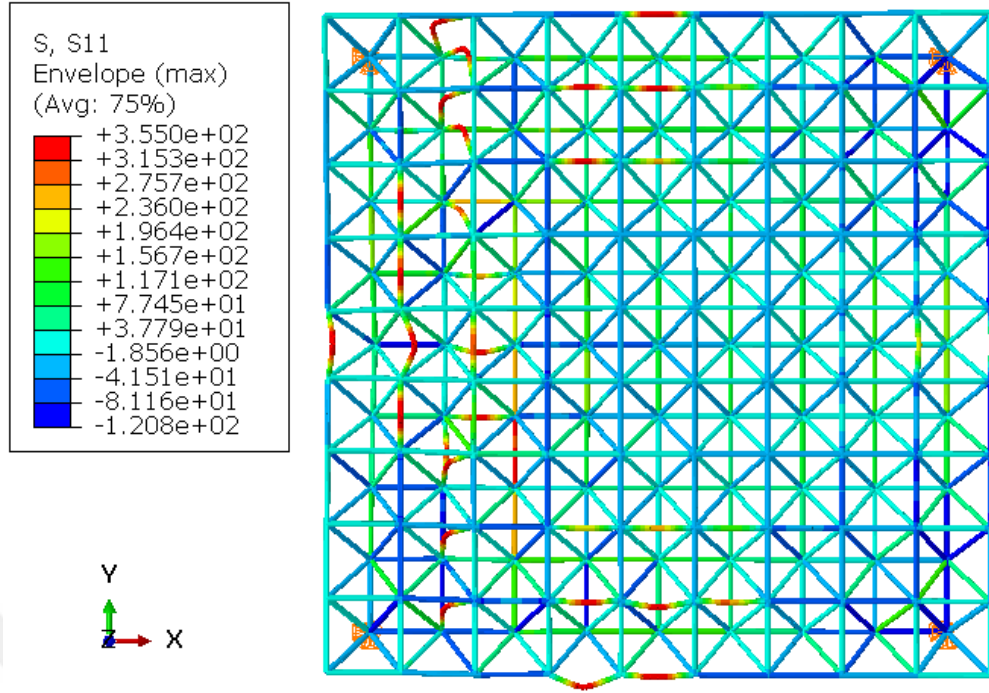 S, S11
Envelope (max)
(Avg: 75%)
+3.550e+02
+3.153e+02
+2.757e+02
+2.360e+02
+1.964e+02
+1.567e+02
+1.171e+02
+7.745e+01
+3.779e+01
-1.856e+00
-4.151e+01
-8.116e+01
-1.208e+02
Y
Z
X